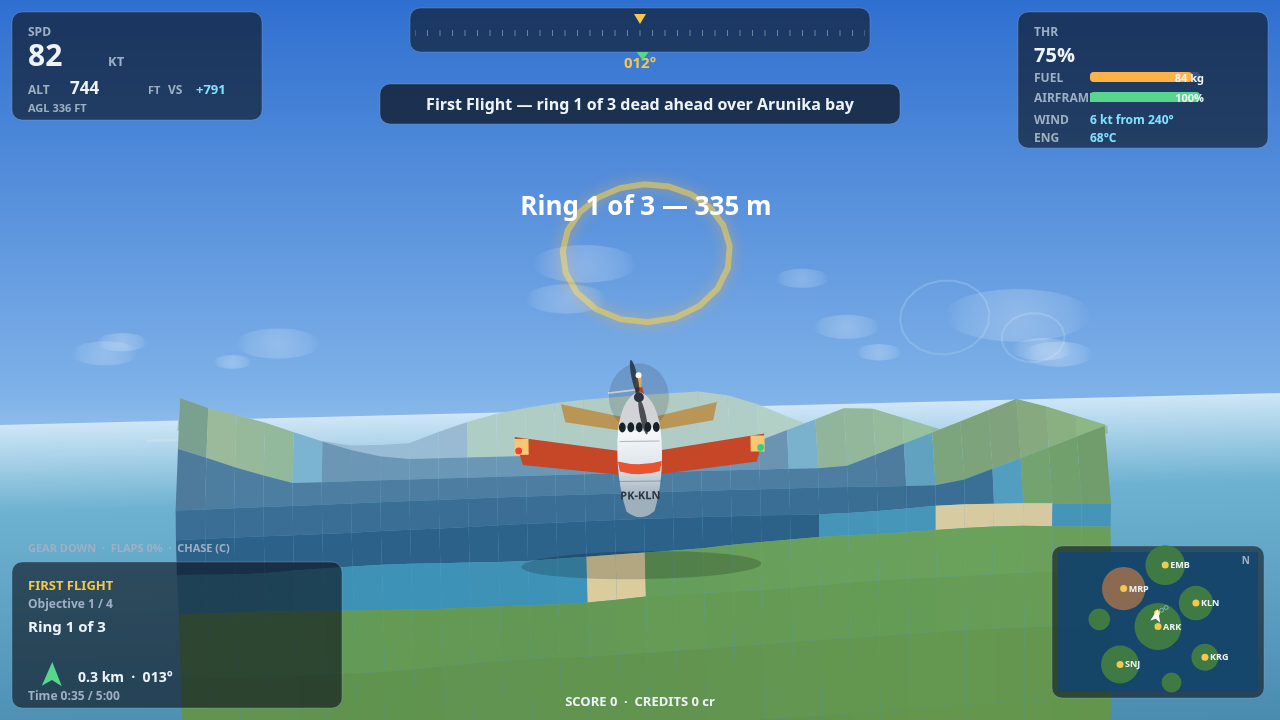 SPD
82 KT
ALT 744 FT VS +791
AGL 336 FT
012°
First Flight — ring 1 of 3 dead ahead over Arunika bay
THR
75%
FUEL 84 kg
AIRFRAM 100%
WIND 6 kt from 240°
ENG 68°C
Ring 1 of 3 — 335 m
PK-KLN
GEAR DOWN · FLAPS 0% · CHASE (C)
FIRST FLIGHT
Objective 1 / 4
Ring 1 of 3
0.3 km · 013°
Time 0:35 / 5:00
SCORE 0 · CREDITS 0 cr
N
EMB
MRP
KLN
ARK
KRG
SNJ